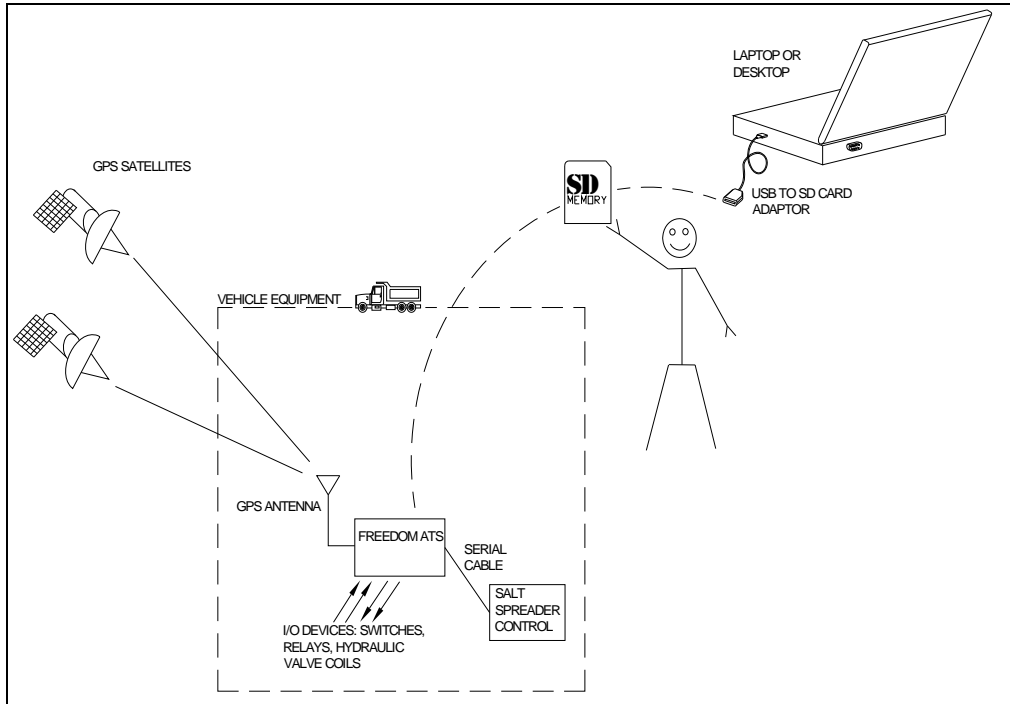 LAPTOP OR
DESKTOP
GPS SATELLITES
SD
MEMORY
USB TO SD CARD
ADAPTOR
VEHICLE EQUIPMENT
GPS ANTENNA
FREEDOM ATS
SERIAL
CABLE
SALT
SPREADER
CONTROL
I/O DEVICES: SWITCHES,
RELAYS, HYDRAULIC
VALVE COILS